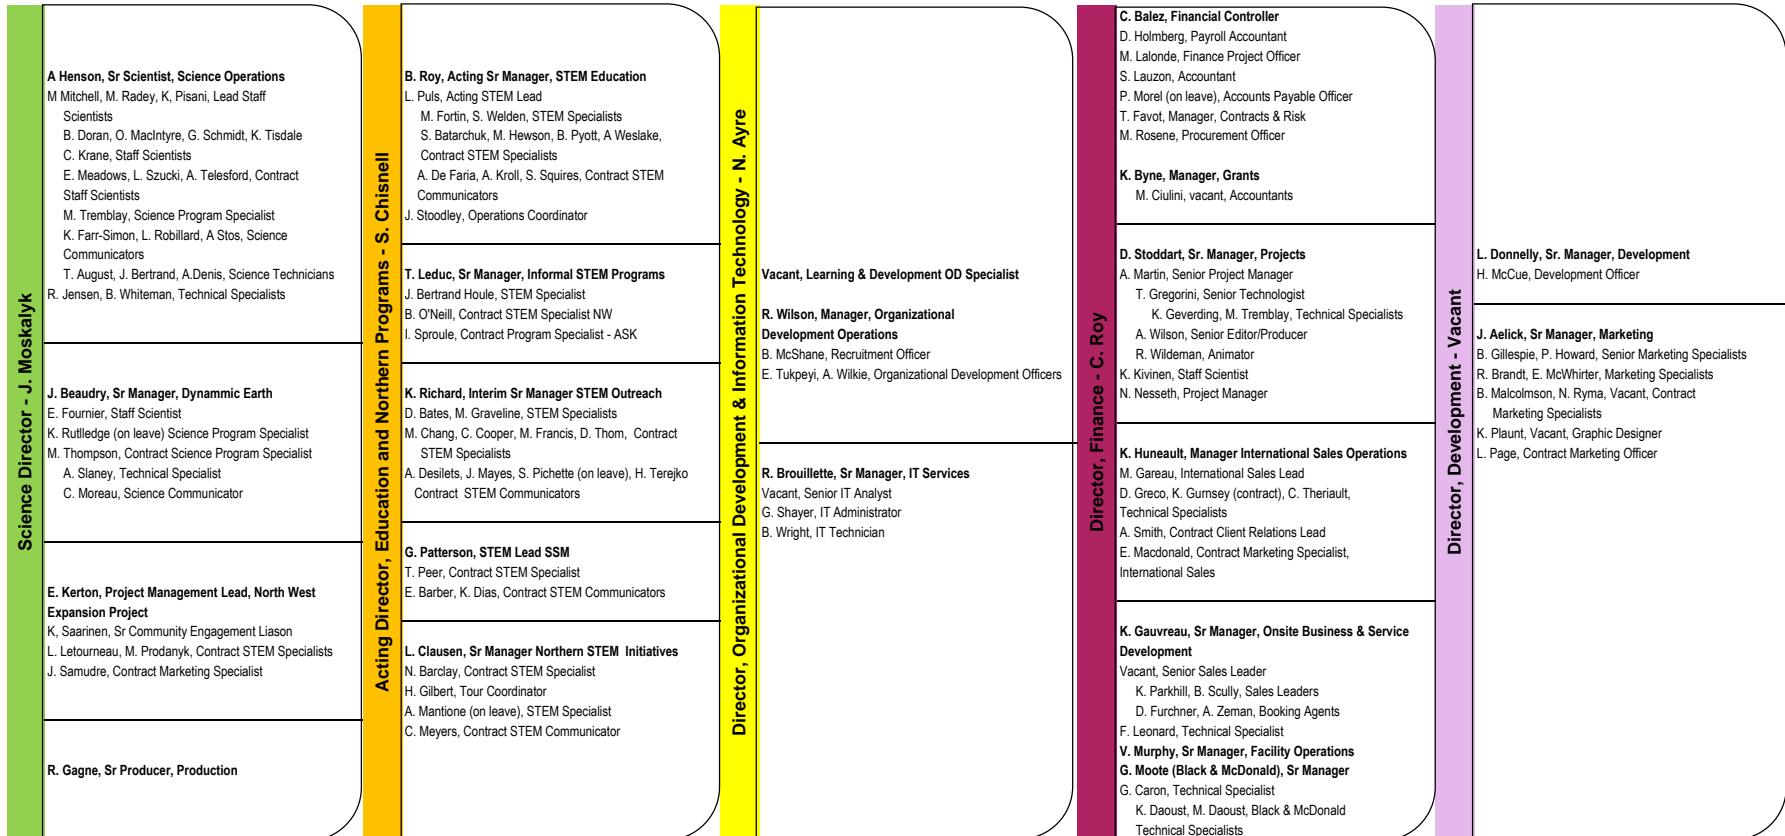 Science Director - J. Moskalyk
A Henson, Sr Scientist, Science Operations
M Mitchell, M. Radey, K, Pisani, Lead Staff
Scientists
B. Doran, O. MacIntyre, G. Schmidt, K. Tisdale
C. Krane, Staff Scientists
E. Meadows, L. Szucki, A. Telesford, Contract
Staff Scientists
M. Tremblay, Science Program Specialist
K. Farr-Simon, L. Robillard, A Stos, Science
Communicators
T. August, J. Bertrand, A.Denis, Science Technicians
R. Jensen, B. Whiteman, Technical Specialists
J. Beaudry, Sr Manager, Dynammic Earth
E. Fournier, Staff Scientist
K. Rutlledge (on leave) Science Program Specialist
M. Thompson, Contract Science Program Specialist
A. Slaney, Technical Specialist
C. Moreau, Science Communicator
E. Kerton, Project Management Lead, North West
Expansion Project
K, Saarinen, Sr Community Engagement Liason
L. Letourneau, M. Prodanyk, Contract STEM Specialists
J. Samudre, Contract Marketing Specialist
R. Gagne, Sr Producer, Production
Acting Director, Education and Northern Programs - S. Chisnell
B. Roy, Acting Sr Manager, STEM Education
L. Puls, Acting STEM Lead
M. Fortin, S. Welden, STEM Specialists
S. Batarchuk, M. Hewson, B. Pyott, A Weslake,
Contract STEM Specialists
A. De Faria, A. Kroll, S. Squires, Contract STEM
Communicators
J. Stoodley, Operations Coordinator
T. Leduc, Sr Manager, Informal STEM Programs
J. Bertrand Houle, STEM Specialist
B. O'Neill, Contract STEM Specialist NW
I. Sproule, Contract Program Specialist - ASK
K. Richard, Interim Sr Manager STEM Outreach
D. Bates, M. Graveline, STEM Specialists
M. Chang, C. Cooper, M. Francis, D. Thom, Contract
STEM Specialists
A. Desilets, J. Mayes, S. Pichette (on leave), H. Terejko
Contract STEM Communicators
G. Patterson, STEM Lead SSM
T. Peer, Contract STEM Specialist
E. Barber, K. Dias, Contract STEM Communicators
L. Clausen, Sr Manager Northern STEM Initiatives
N. Barclay, Contract STEM Specialist
H. Gilbert, Tour Coordinator
A. Mantione (on leave), STEM Specialist
C. Meyers, Contract STEM Communicator
Director, Organizational Development & Information Technology - N. Ayre
Vacant, Learning & Development OD Specialist
R. Wilson, Manager, Organizational
Development Operations
B. McShane, Recruitment Officer
E. Tukpeyi, A. Wilkie, Organizational Development Officers
R. Brouillette, Sr Manager, IT Services
Vacant, Senior IT Analyst
G. Shayer, IT Administrator
B. Wright, IT Technician
Director, Finance - C. Roy
C. Balez, Financial Controller
D. Holmberg, Payroll Accountant
M. Lalonde, Finance Project Officer
S. Lauzon, Accountant
P. Morel (on leave), Accounts Payable Officer
T. Favot, Manager, Contracts & Risk
M. Rosene, Procurement Officer
K. Byne, Manager, Grants
M. Ciulini, vacant, Accountants
D. Stoddart, Sr. Manager, Projects
A. Martin, Senior Project Manager
T. Gregorini, Senior Technologist
K. Geverding, M. Tremblay, Technical Specialists
A. Wilson, Senior Editor/Producer
R. Wildeman, Animator
K. Kivinen, Staff Scientist
N. Nesseth, Project Manager
K. Huneault, Manager International Sales Operations
M. Gareau, International Sales Lead
D. Greco, K. Gurnsey (contract), C. Theriault,
Technical Specialists
A. Smith, Contract Client Relations Lead
E. Macdonald, Contract Marketing Specialist,
International Sales
K. Gauvreau, Sr Manager, Onsite Business & Service
Development
Vacant, Senior Sales Leader
K. Parkhill, B. Scully, Sales Leaders
D. Furchner, A. Zeman, Booking Agents
F. Leonard, Technical Specialist
V. Murphy, Sr Manager, Facility Operations
G. Moote (Black & McDonald), Sr Manager
G. Caron, Technical Specialist
K. Daoust, M. Daoust, Black & McDonald
Technical Specialists
Director, Development - Vacant
L. Donnelly, Sr. Manager, Development
H. McCue, Development Officer
J. Aelick, Sr Manager, Marketing
B. Gillespie, P. Howard, Senior Marketing Specialists
R. Brandt, E. McWhirter, Marketing Specialists
B. Malcolmson, N. Ryma, Vacant, Contract
Marketing Specialists
K. Plaunt, Vacant, Graphic Designer
L. Page, Contract Marketing Officer